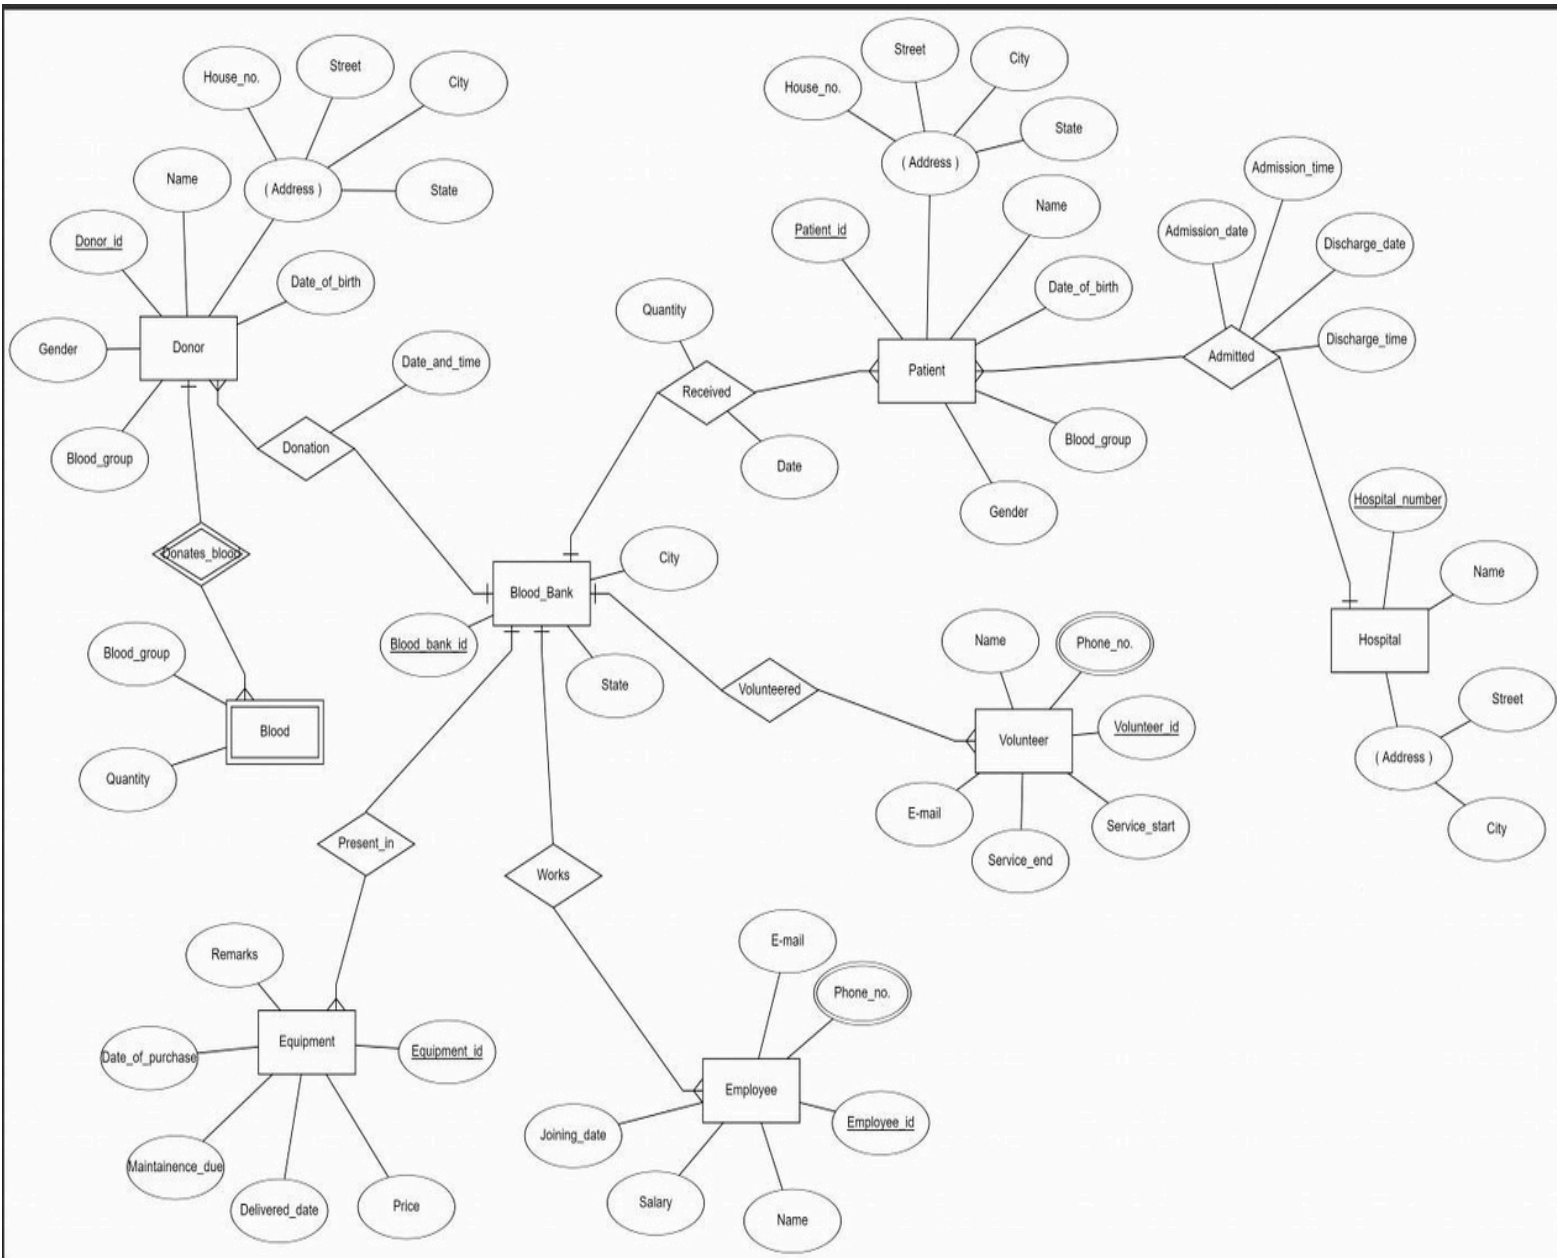 Street
City
House_no.
State
( Address )
Name
Donor_id
Date_of_birth
Gender
Donor
Blood_group
Date_and_time
Donation
Donates_blood
Blood_group
Blood
Quantity
Street
City
House_no.
State
( Address )
Name
Patient_id
Date_of_birth
Patient
Blood_group
Gender
Quantity
Received
Date
Admission_time
Admission_date
Discharge_date
Discharge_time
Admitted
Hospital_number
Name
Hospital
Street
( Address )
City
City
Blood_Bank
Blood_bank_id
State
Volunteered
Name
Phone_no.
Volunteer_id
Volunteer
E-mail
Service_end
Service_start
Present_in
Works
Remarks
Equipment
Equipment_id
Date_of_purchase
Maintainence_due
Delivered_date
Price
E-mail
Phone_no.
Employee
Employee_id
Joining_date
Salary
Name